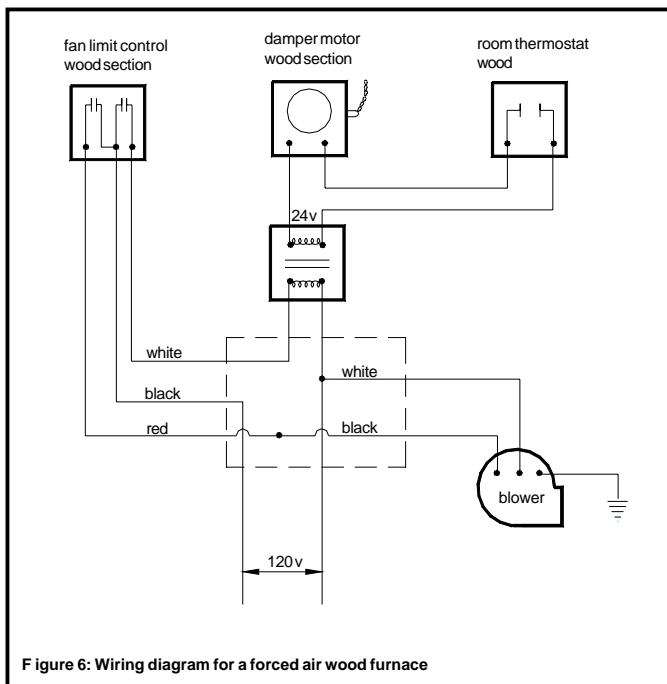 fan limit control
wood section
damper motor
wood section
room thermostat
wood
24v
white
white
black
red
black
blower
120v
F igure 6: Wiring diagram for a forced air wood furnace